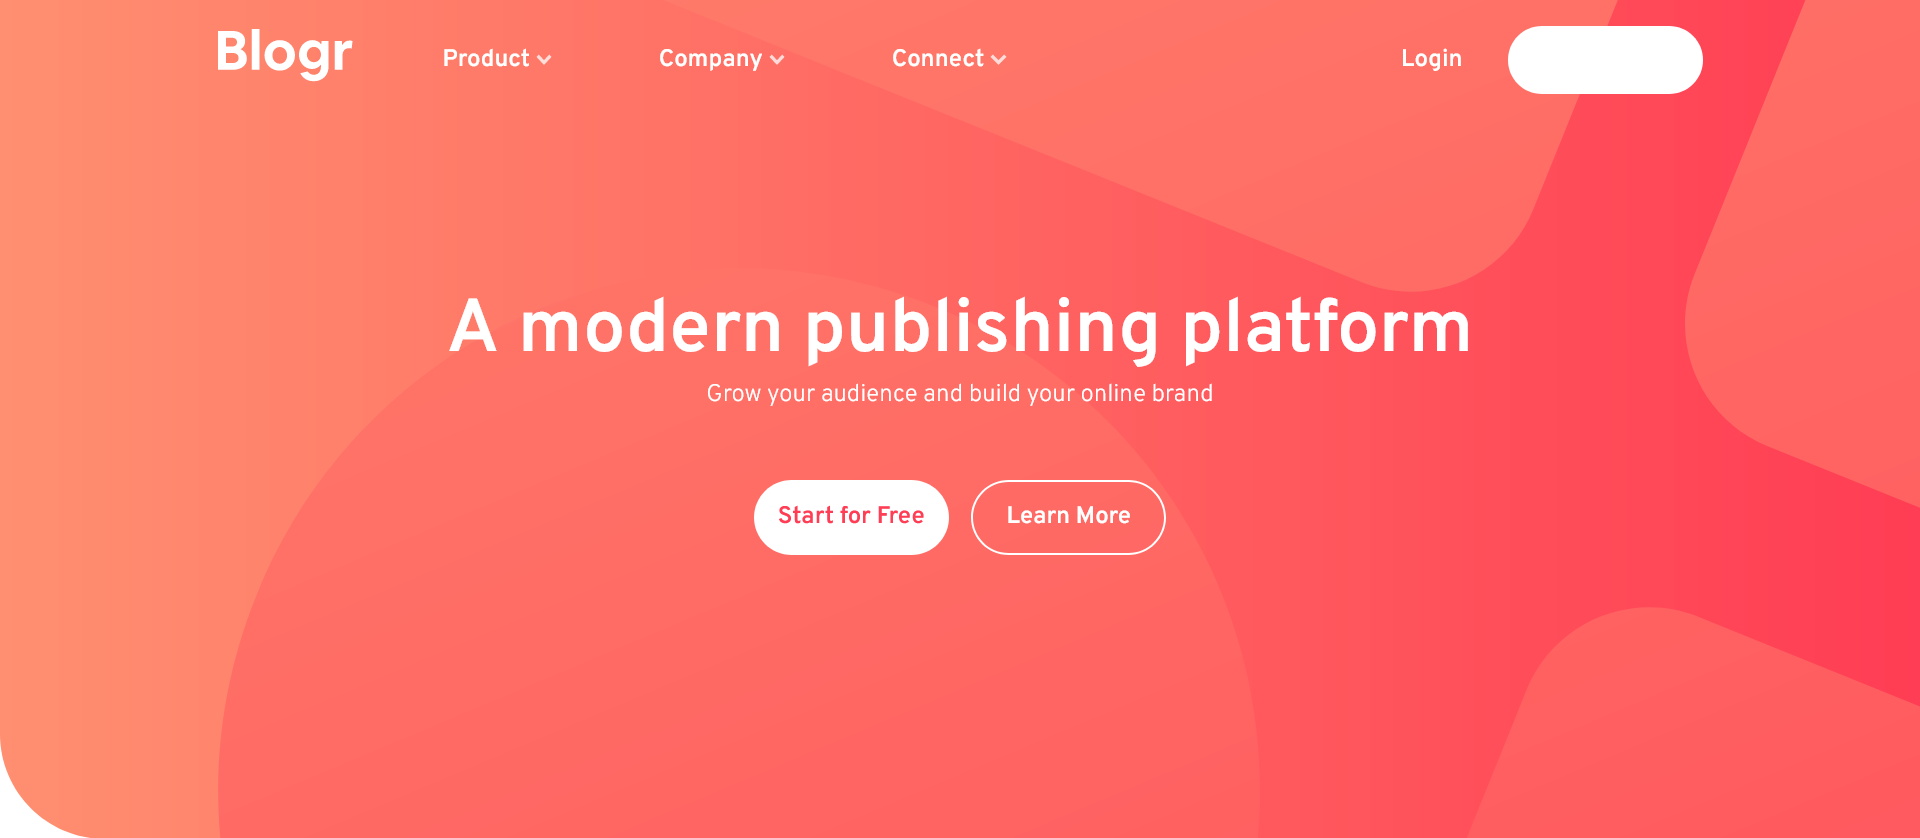 Blogr Product Company Connect Login
A modern publishing platform
Grow your audience and build your online brand
Start for Free Learn More